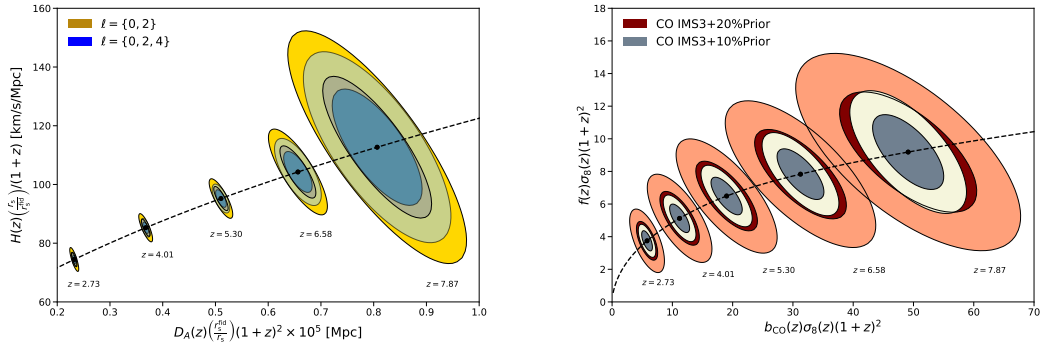 ℓ = {0, 2}
ℓ = {0, 2, 4}
160
140
120
100
80
60
H(z)(r_s/r_s^fid)/(1 + z) [km/s/Mpc]
z = 2.73
z = 4.01
z = 5.30
z = 6.58
z = 7.87
0.2 0.3 0.4 0.5 0.6 0.7 0.8 0.9 1.0
D_A(z)(r_s^fid/r_s)(1 + z)^2 × 10^5 [Mpc]
CO IMS3+20%Prior
CO IMS3+10%Prior
18
16
14
12
10
8
6
4
2
0
f(z)σ_8(z)(1 + z)^2
z = 2.73
z = 4.01
z = 5.30
z = 6.58
z = 7.87
0 10 20 30 40 50 60 70
b_CO(z)σ_8(z)(1 + z)^2